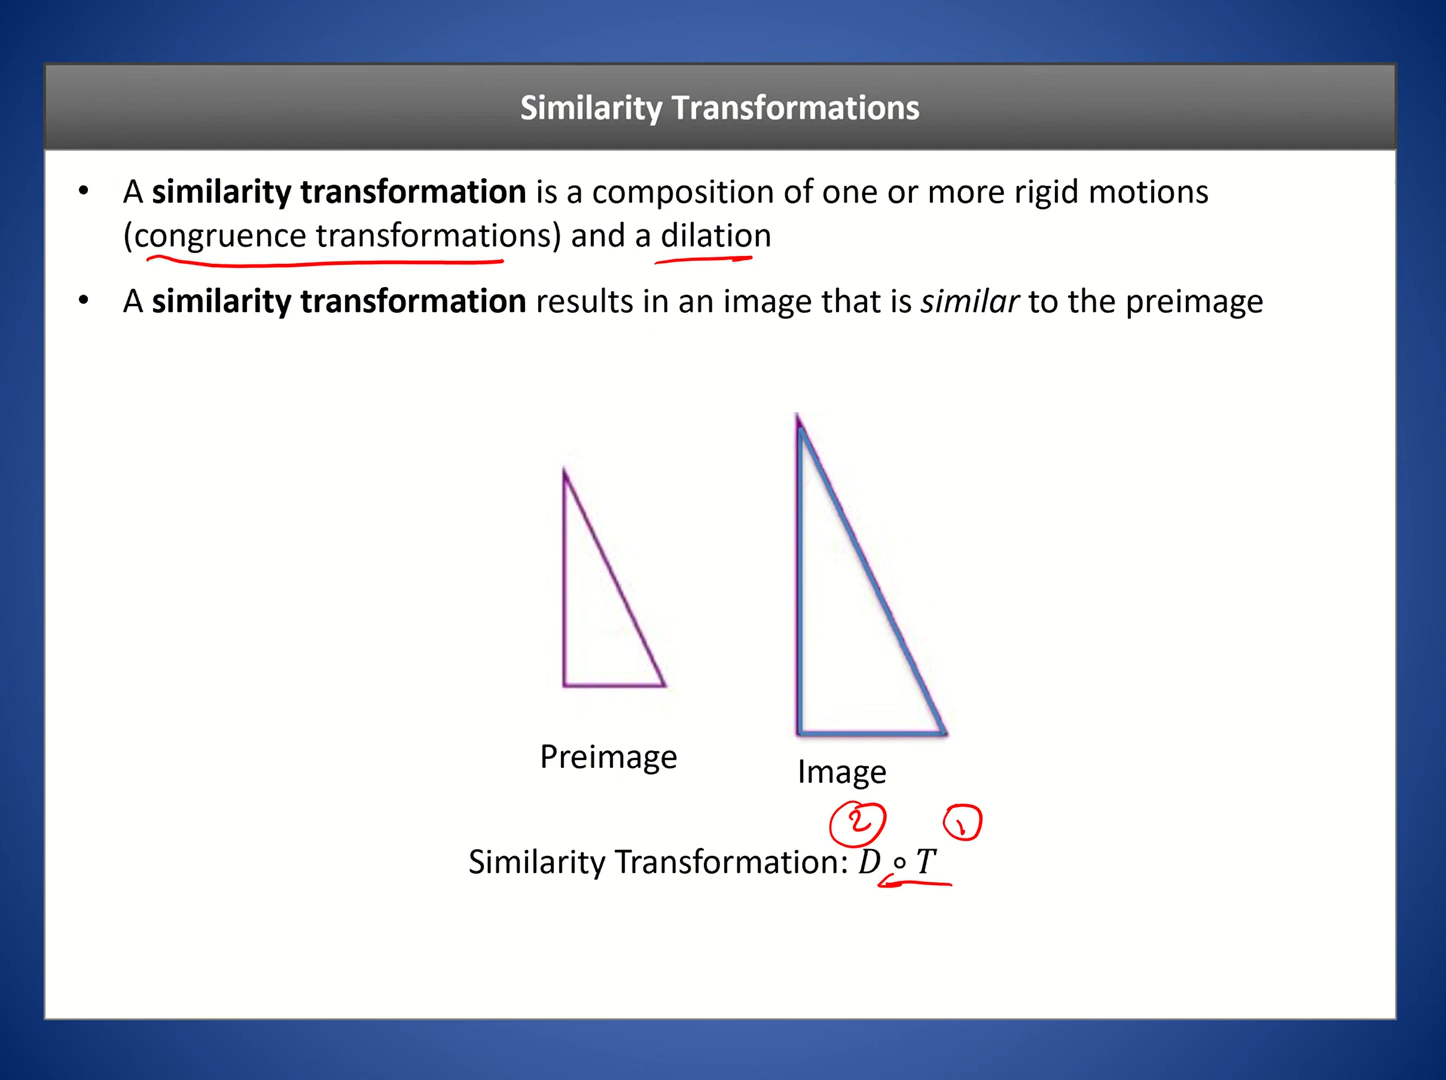 Similarity Transformations
• A similarity transformation is a composition of one or more rigid motions
(congruence transformations) and a dilation
• A similarity transformation results in an image that is similar to the preimage
Preimage
Image
2 1
Similarity Transformation: D ∘ T